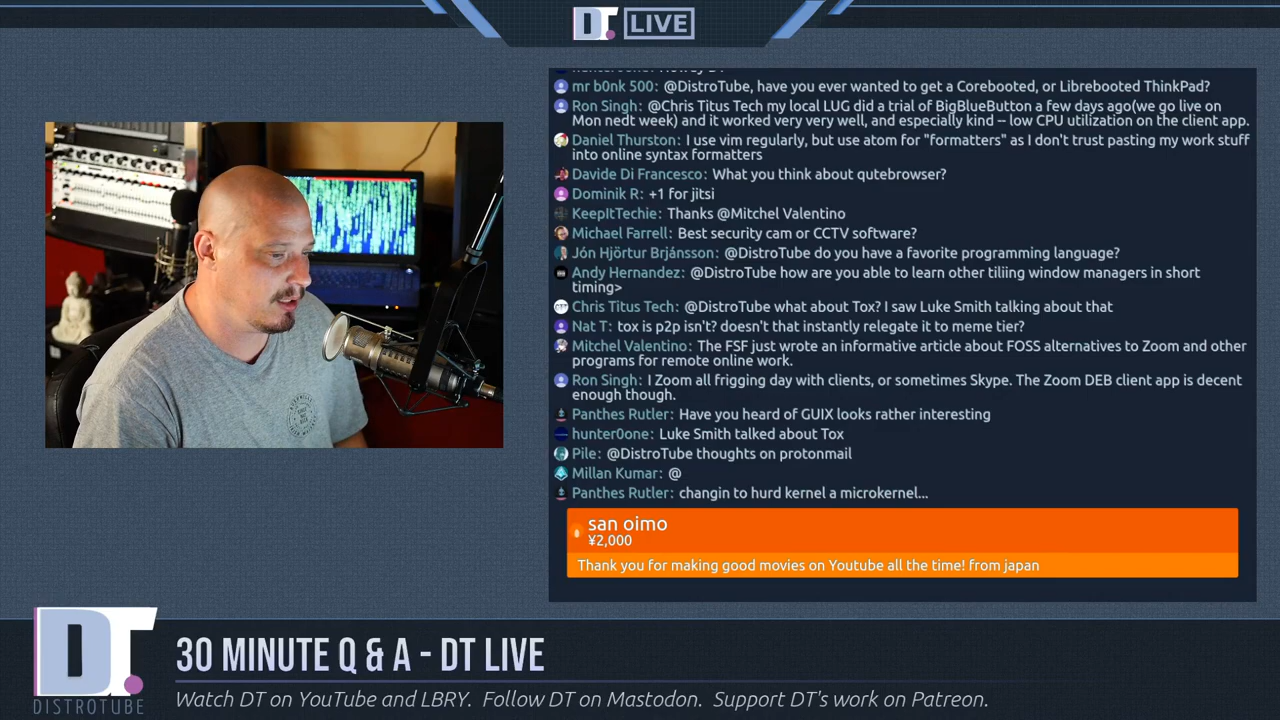 DT. LIVE
mr b0nk 500: @DistroTube, have you ever wanted to get a Corebooted, or Librebooted ThinkPad?
Ron Singh: @Chris Titus Tech my local LUG did a trial of BigBlueButton a few days ago(we go live on
Mon nedt week) and it worked very very well, and especially kind -- low CPU utilization on the client app.
Daniel Thurston: I use vim regularly, but use atom for "formatters" as I don't trust pasting my work stuff
into online syntax formatters
Davide Di Francesco: What you think about qutebrowser?
Dominik R: +1 for jitsi
KeepItTechie: Thanks @Mitchel Valentino
Michael Farrell: Best security cam or CCTV software?
Jón Hjörtur Brjánsson: @DistroTube do you have a favorite programming language?
Andy Hernandez: @DistroTube how are you able to learn other tiliing window managers in short
timing>
Chris Titus Tech: @DistroTube what about Tox? I saw Luke Smith talking about that
Nat T: tox is p2p isn't? doesn't that instantly relegate it to meme tier?
Mitchel Valentino: The FSF just wrote an informative article about FOSS alternatives to Zoom and other
programs for remote online work.
Ron Singh: I Zoom all frigging day with clients, or sometimes Skype. The Zoom DEB client app is decent
enough though.
Panthes Rutler: Have you heard of GUIX looks rather interesting
hunter0one: Luke Smith talked about Tox
Pile: @DistroTube thoughts on protonmail
Millan Kumar: @
Panthes Rutler: changin to hurd kernel a microkernel...
san oimo
¥2,000
Thank you for making good movies on Youtube all the time! from japan
DT.
DISTROTUBE
30 MINUTE Q & A - DT LIVE
Watch DT on YouTube and LBRY. Follow DT on Mastodon. Support DT's work on Patreon.